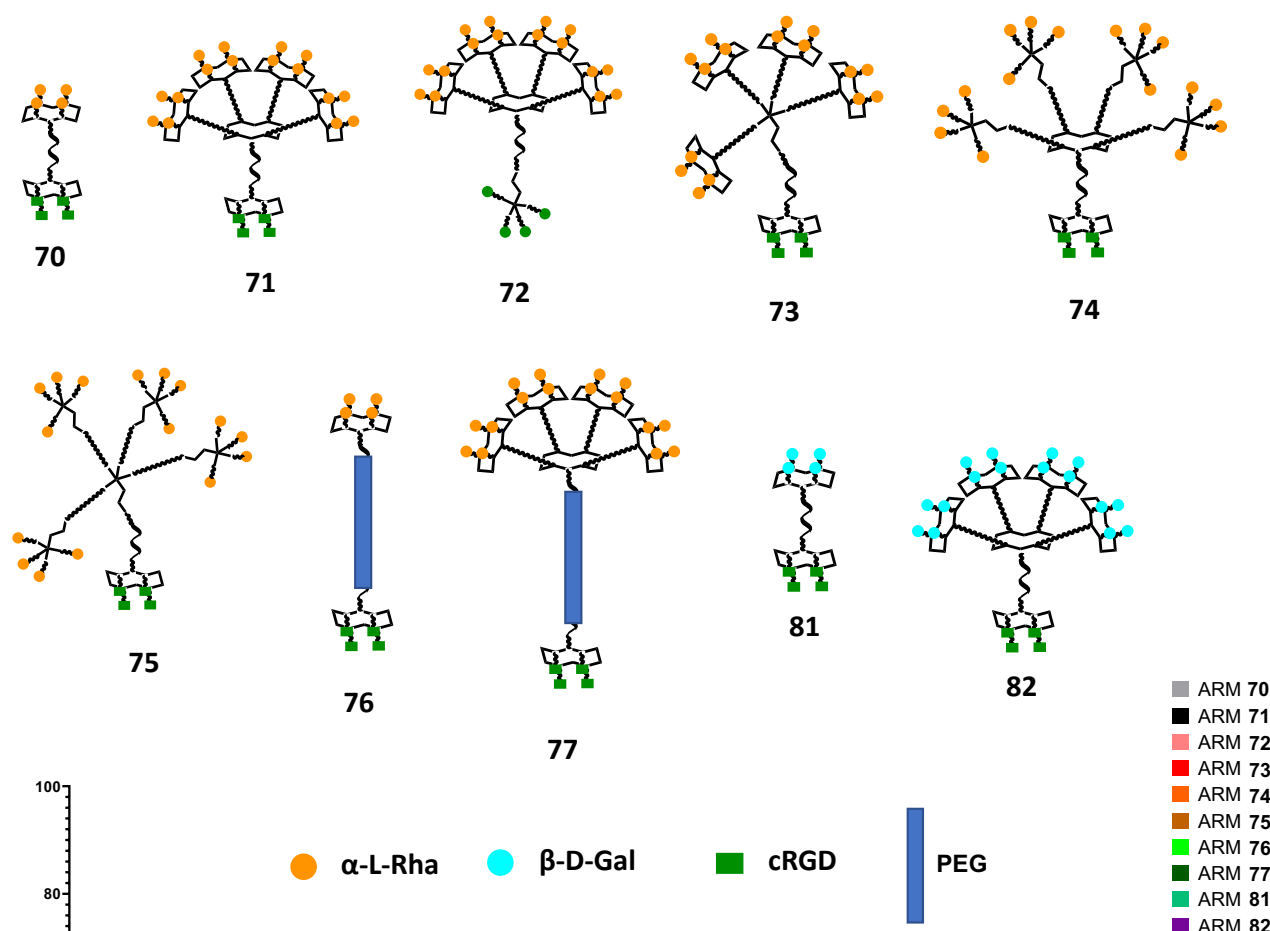 70
71
72
73
74
75
76
77
81
82
ARM 70
ARM 71
ARM 72
ARM 73
ARM 74
ARM 75
ARM 76
ARM 77
ARM 81
ARM 82
100
80
α-L-Rha
β-D-Gal
cRGD
PEG